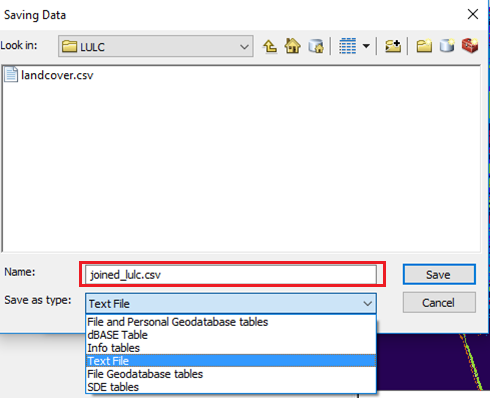 Saving Data
Look in: LULC
landcover.csv
Name: joined_lulc.csv Save
Save as type: Text File Cancel
File and Personal Geodatabase tables
dBASE Table
Info tables
Text File
File Geodatabase tables
SDE tables